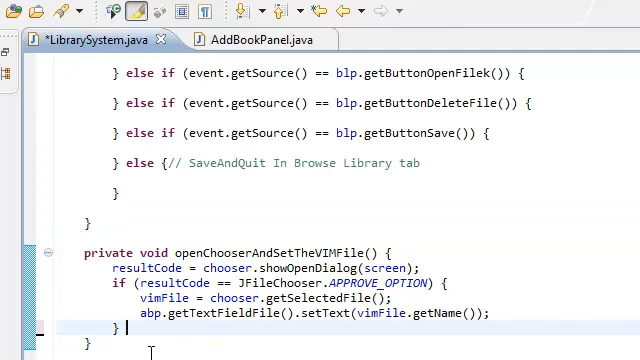 *LibrarySystem.java
AddBookPanel.java
} else if (event.getSource() == blp.getButtonOpenFilek()) {
} else if (event.getSource() == blp.getButtonDeleteFile()) {
} else if (event.getSource() == blp.getButtonSave()) {
} else {// SaveAndQuit In Browse Library tab
}
}
private void openChooserAndSetTheVIMFile() {
resultCode = chooser.showOpenDialog(screen);
if (resultCode == JFileChooser.APPROVE_OPTION) {
vimFile = chooser.getSelectedFile();
abp.getTextFieldFile().setText(vimFile.getName());
}
}